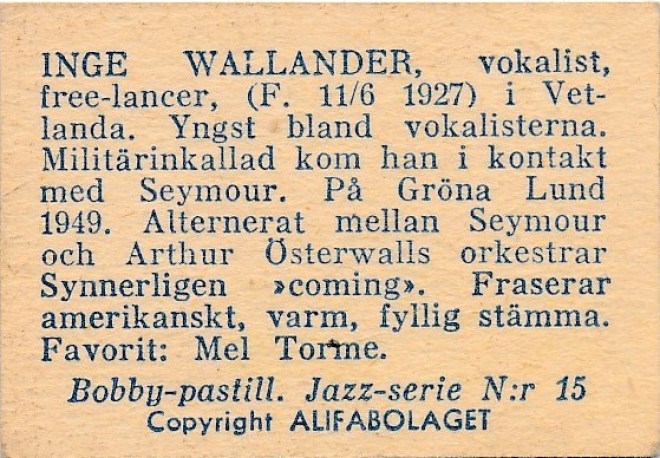 INGE WALLANDER, vokalist,
free-lancer, (F. 11/6 1927) i Vet-
landa. Yngst bland vokalisterna.
Militärinkallad kom han i kontakt
med Seymour. På Gröna Lund
1949. Alternerat mellan Seymour
och Arthur Österwalls orkestrar
Synnerligen »coming». Fraserar
amerikanskt, varm, fyllig stämma.
Favorit: Mel Torme.
Bobby-pastill. Jazz-serie N:r 15
Copyright ALIFABOLAGET